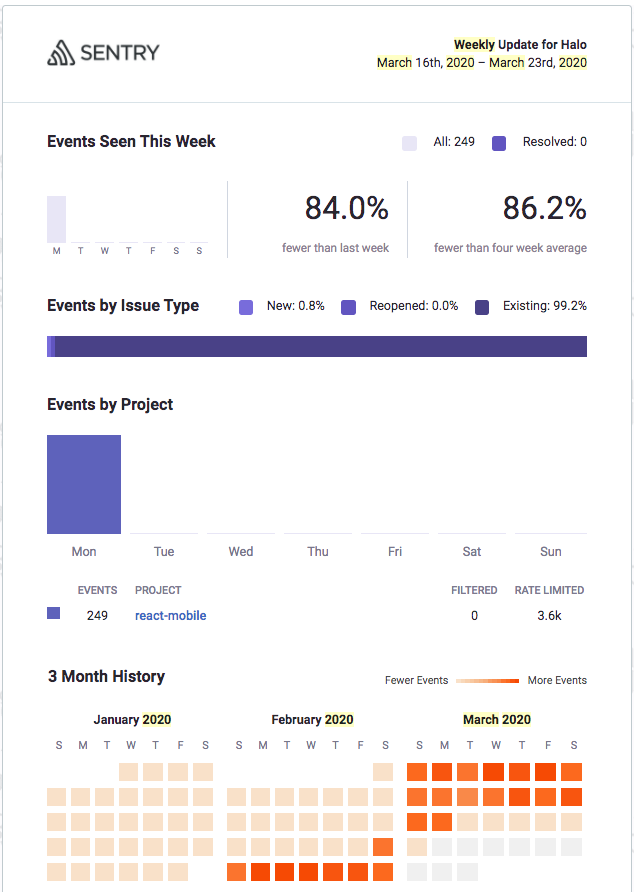 SENTRY
Weekly Update for Halo
March 16th, 2020 – March 23rd, 2020
Events Seen This Week
All: 249
Resolved: 0
M T W T F S S
84.0%
fewer than last week
86.2%
fewer than four week average
Events by Issue Type
New: 0.8%
Reopened: 0.0%
Existing: 99.2%
Events by Project
Mon Tue Wed Thu Fri Sat Sun
EVENTS PROJECT FILTERED RATE LIMITED
249 react-mobile 0 3.6k
3 Month History
Fewer Events
More Events
January 2020 February 2020 March 2020
S M T W T F S S M T W T F S S M T W T F S